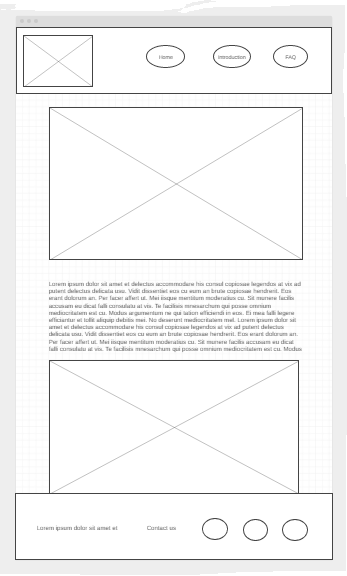 Home
Introduction
FAQ
Lorem ipsum dolor sit amet ei delectus accommodare his consul copiosae legendos at vix ad
putent delectus delicata usu. Vidit dissentiet eos cu eum an brute copiosae hendrerit. Eos
erant dolorum an. Per facer affert ut. Mei iisque mentitum moderatius cu. Sit munere facilis
accusam eu dicat falli consulatu at vis. Te facilisis mnesarchum qui posse omnium
mediocritatem est cu. Modus argumentum ne qui tation efficiendi in eos. Ei mea falli legere
efficiantur et tollit aliquip debitis mei. No deserunt mediocritatem mel. Lorem ipsum dolor sit
amet ei delectus accommodare his consul copiosae legendos at vix ad putent delectus
delicata usu. Vidit dissentiet eos cu eum an brute copiosae hendrerit. Eos erant dolorum an.
Per facer affert ut. Mei iisque mentitum moderatius cu. Sit munere facilis accusam eu dicat
falli consulatu at vis. Te facilisis mnesarchum qui posse omnium mediocritatem est cu. Modus
Lorem ipsum dolor sit amet et
Contact us